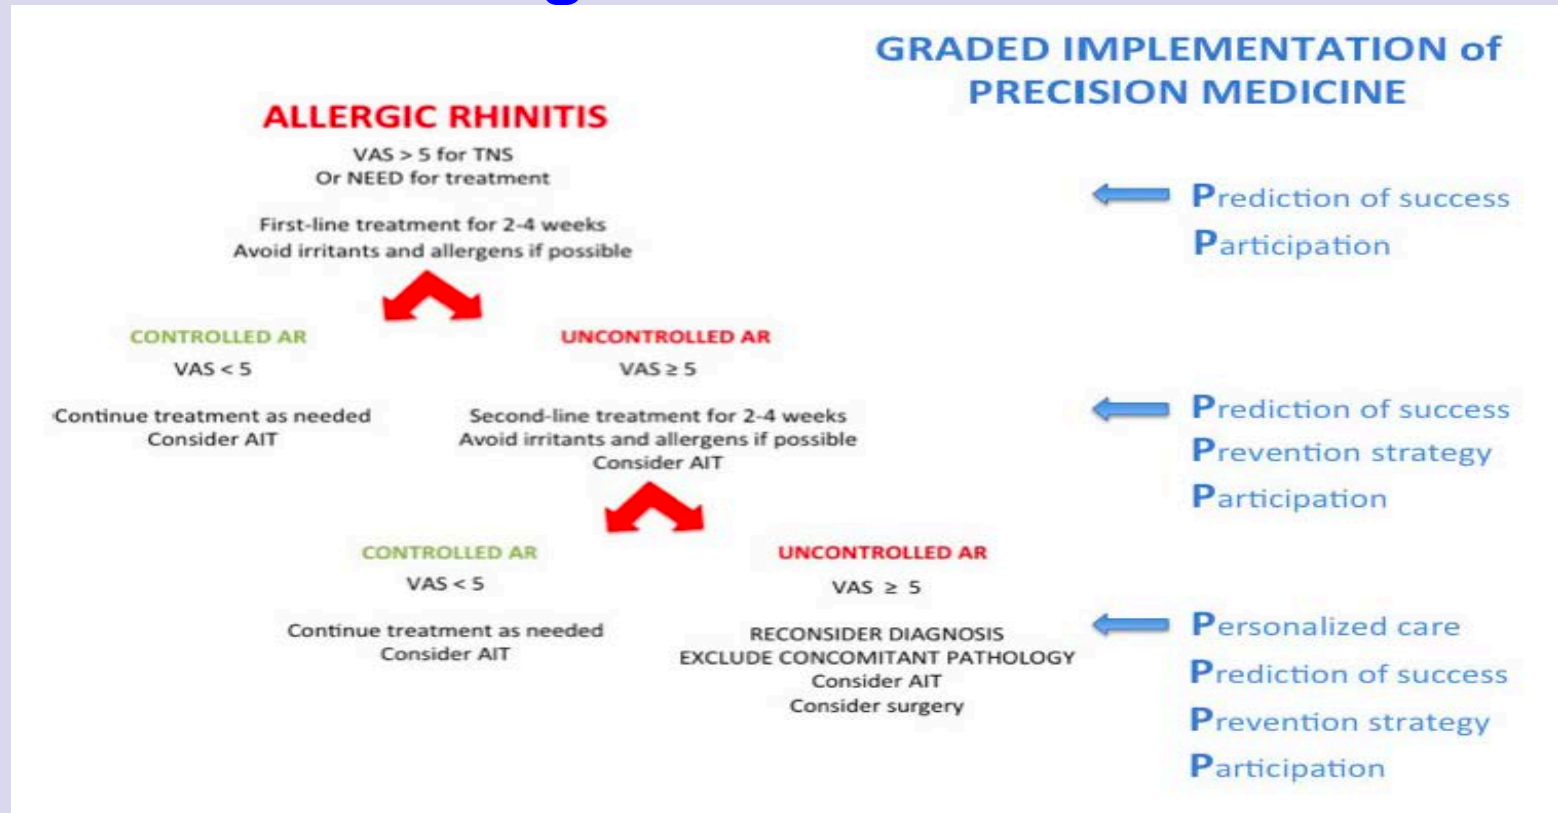 GRADED IMPLEMENTATION of
PRECISION MEDICINE
ALLERGIC RHINITIS
VAS > 5 for TNS
Or NEED for treatment
First-line treatment for 2-4 weeks
Avoid irritants and allergens if possible
Prediction of success
Participation
CONTROLLED AR
VAS < 5
Continue treatment as needed
Consider AIT
UNCONTROLLED AR
VAS ≥ 5
Second-line treatment for 2-4 weeks
Avoid irritants and allergens if possible
Consider AIT
Prediction of success
Prevention strategy
Participation
CONTROLLED AR
VAS < 5
Continue treatment as needed
Consider AIT
UNCONTROLLED AR
VAS ≥ 5
RECONSIDER DIAGNOSIS
EXCLUDE CONCOMITANT PATHOLOGY
Consider AIT
Consider surgery
Personalized care
Prediction of success
Prevention strategy
Participation